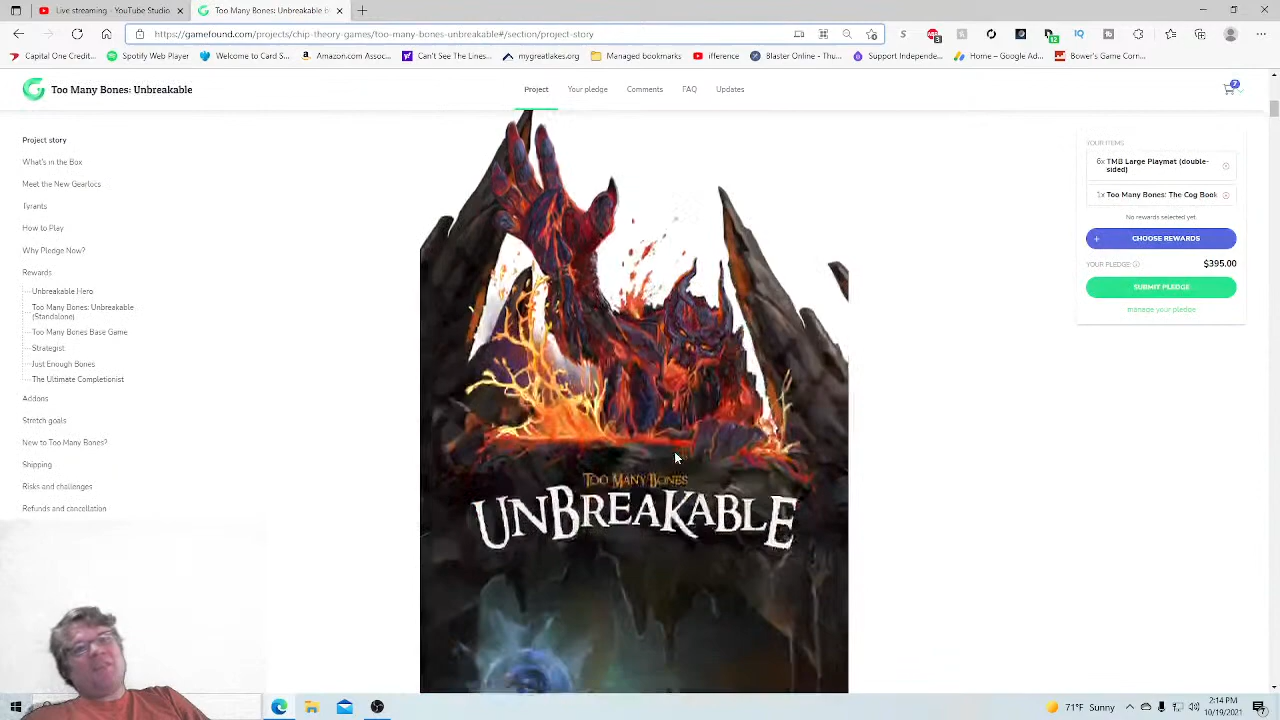 Live streaming - YouTube Studio
Too Many Bones: Unbreakable b
https://gamefound.com/projects/chip-theory-games/too-many-bones-unbreakable#/section/project-story
Capital Credit Cards
Spotify Web Player
Yahoo
Amazon.com Assoc...
Can't See The Lines...
mygreatlakes.org
Managed bookmarks
ifference
Blaster Online - Thu...
Support Independe...
Home – Google Ad...
Bower's Game Corn...
Too Many Bones: Unbreakable
Project
Your pledge
Comments
FAQ
Updates
Project story
What's in the Box
Meet the New Gearlocs
Tyrants
How to Play
Why Pledge Now?
Rewards
Unbreakable Hero
Too Many Bones: Unbreakable
(Standalone)
Too Many Bones Base Game
Strategist
Just Enough Bones
The Ultimate Completionist
Addons
Stretch goals
New to Too Many Bones?
Shipping
Risks and challenges
Refunds and cancellation
TOO MANY BONES
UNBREAKABLE
YOUR ITEMS
6x TMB Large Playmat (double-
sided)
1x Too Many Bones: The Cog Book
No rewards selected yet.
+ CHOOSE REWARDS
YOUR PLEDGE: $395.00
SUBMIT PLEDGE
manage your pledge
71°F Sunny
2:14 PM
10/19/2021